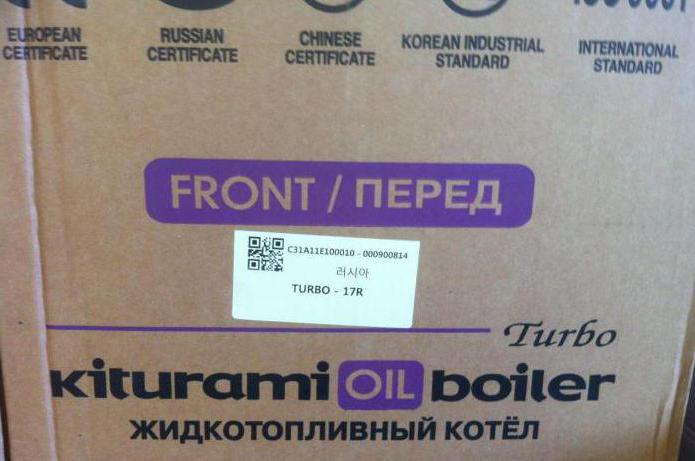 EUROPEAN
CERTIFICATE
RUSSIAN
CERTIFICATE
CHINESE
CERTIFICATE
KOREAN INDUSTRIAL
STANDARD
INTERNATIONAL
STANDARD
FRONT / ПЕРЕД
C31A11E100010 - 000900814
러시아
TURBO - 17R
Turbo
kiturami OIL boiler
ЖИДКОТОПЛИВНЫЙ КОТЁЛ